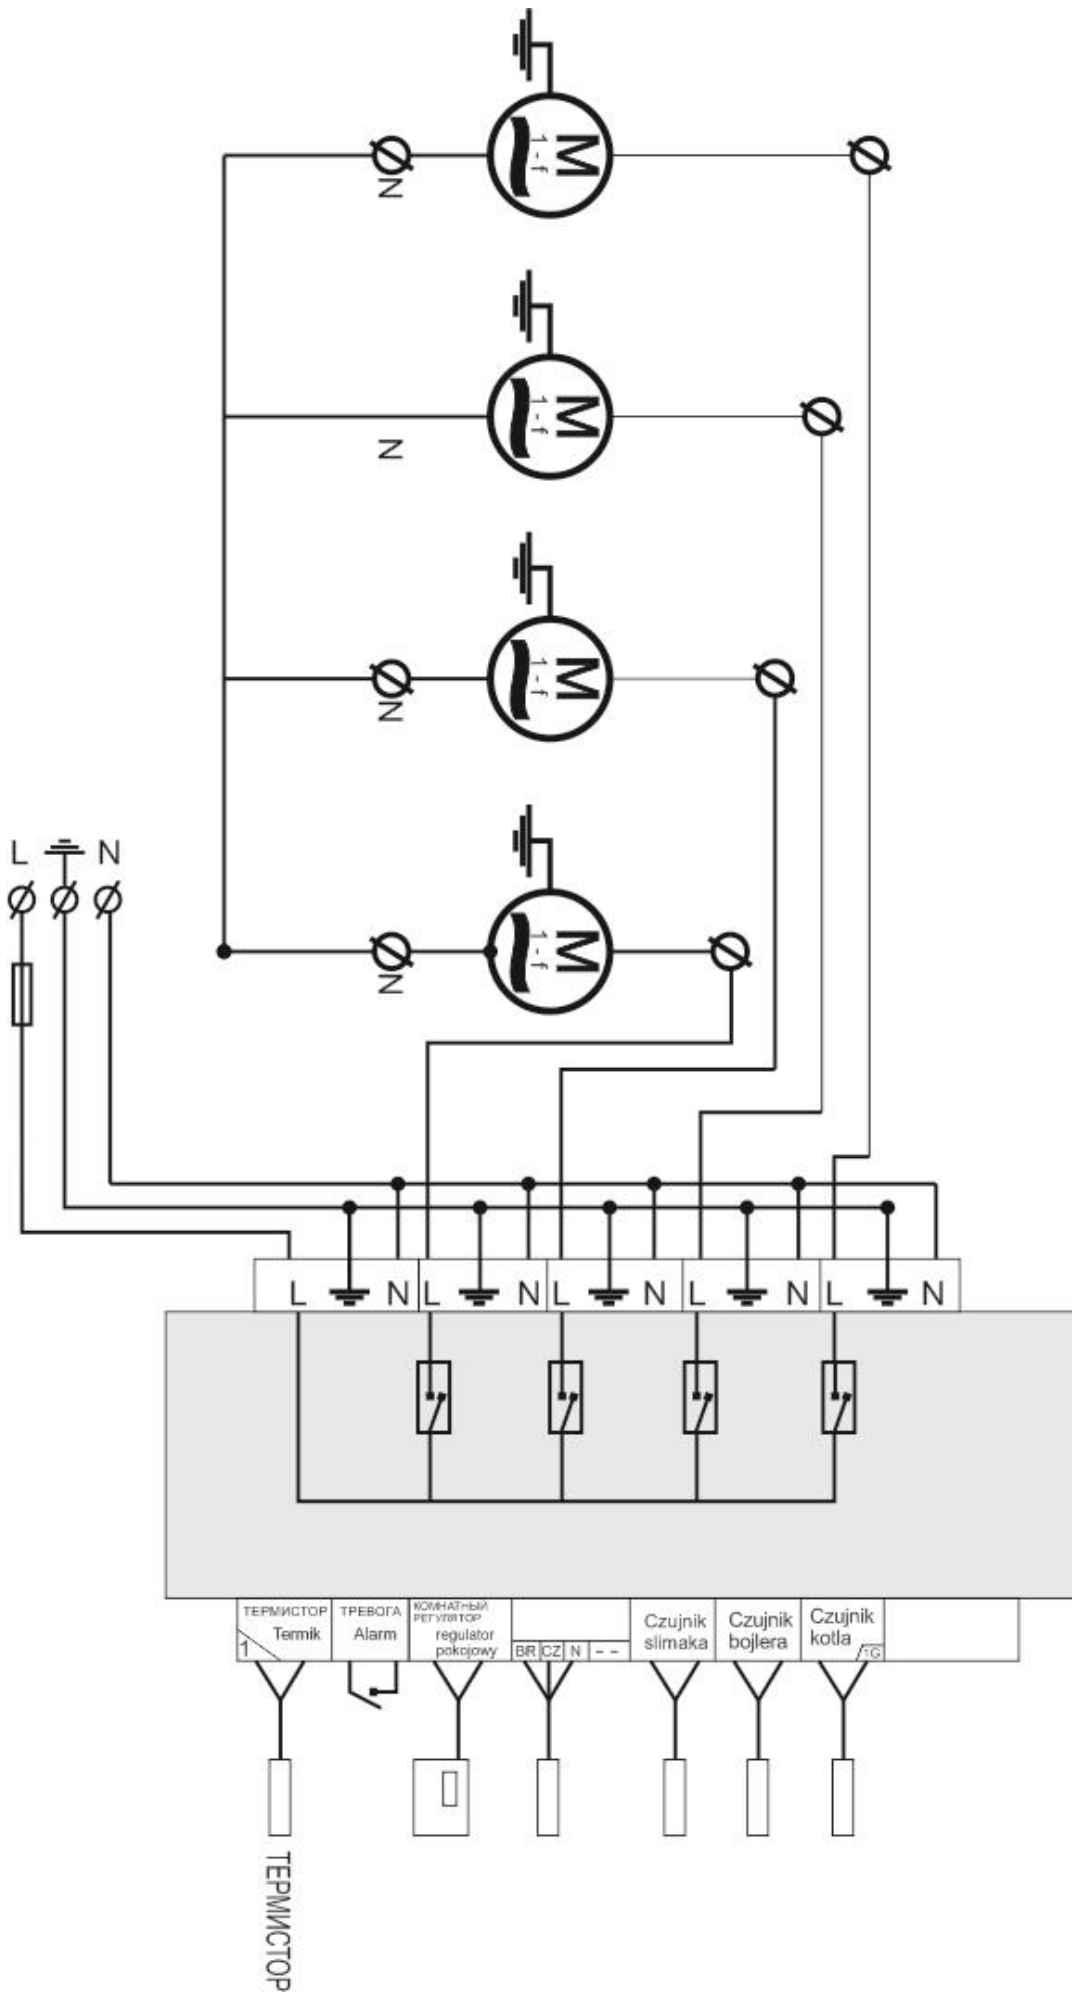 M
1 - f
N
M
1 - f
N
M
1 - f
N
L N
M
1 - f
N
L N L N L N L N L N
ТЕРМИСТОР
Termik
1
ТРЕВОГА
Alarm
КОМНАТНЫЙ
РЕГУЛЯТОР
regulator
pokojowy
BR CZ N - -
Czujnik
slimaka
Czujnik
bojlera
Czujnik
kotla
1G
ТЕРМИСТОР